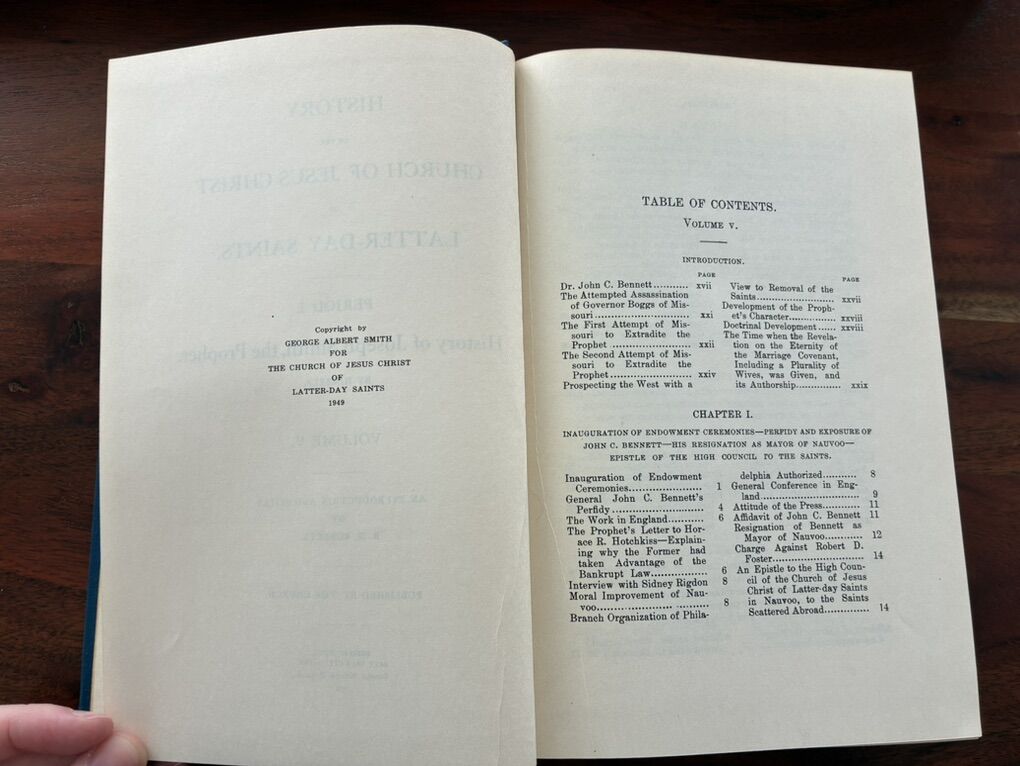 Copyright by
GEORGE ALBERT SMITH
FOR
THE CHURCH OF JESUS CHRIST
OF
LATTER-DAY SAINTS
1949
TABLE OF CONTENTS.
VOLUME V.
INTRODUCTION.
PAGE
Dr. John C. Bennett........... xvii
The Attempted Assassination
of Governor Boggs of Mis-
souri ........................... xxi
The First Attempt of Mis-
souri to Extradite the
Prophet ....................... xxii
The Second Attempt of Mis-
souri to Extradite the
Prophet........................ xxiv
Prospecting the West with a
PAGE
View to Removal of the
Saints........................ xxvii
Development of the Proph-
et's Character............... xxviii
Doctrinal Development...... xxviii
The Time when the Revela-
tion on the Eternity of
the Marriage Covenant,
Including a Plurality of
Wives, was Given, and
its Authorship............... xxix
CHAPTER I.
INAUGURATION OF ENDOWMENT CEREMONIES—PERFIDY AND EXPOSURE OF
JOHN C. BENNETT—HIS RESIGNATION AS MAYOR OF NAUVOO—
EPISTLE OF THE HIGH COUNCIL TO THE SAINTS.
Inauguration of Endowment
Ceremonies........................ 1
General John C. Bennett's
Perfidy............................ 4
The Work in England........... 6
The Prophet's Letter to Hor-
ace R. Hotchkiss—Explain-
ing why the Former had
taken Advantage of the
Bankrupt Law.................. 6
Interview with Sidney Rigdon 8
Moral Improvement of Nau-
voo................................ 8
Branch Organization of Phila-
delphia Authorized............ 8
General Conference in Eng-
land................................ 9
Attitude of the Press............ 11
Affidavit of John C. Bennett 11
Resignation of Bennett as
Mayor of Nauvoo............ 12
Charge Against Robert D.
Foster............................ 14
An Epistle to the High Coun-
cil of the Church of Jesus
Christ of Latter-day Saints
in Nauvoo, to the Saints
Scattered Abroad............. 14